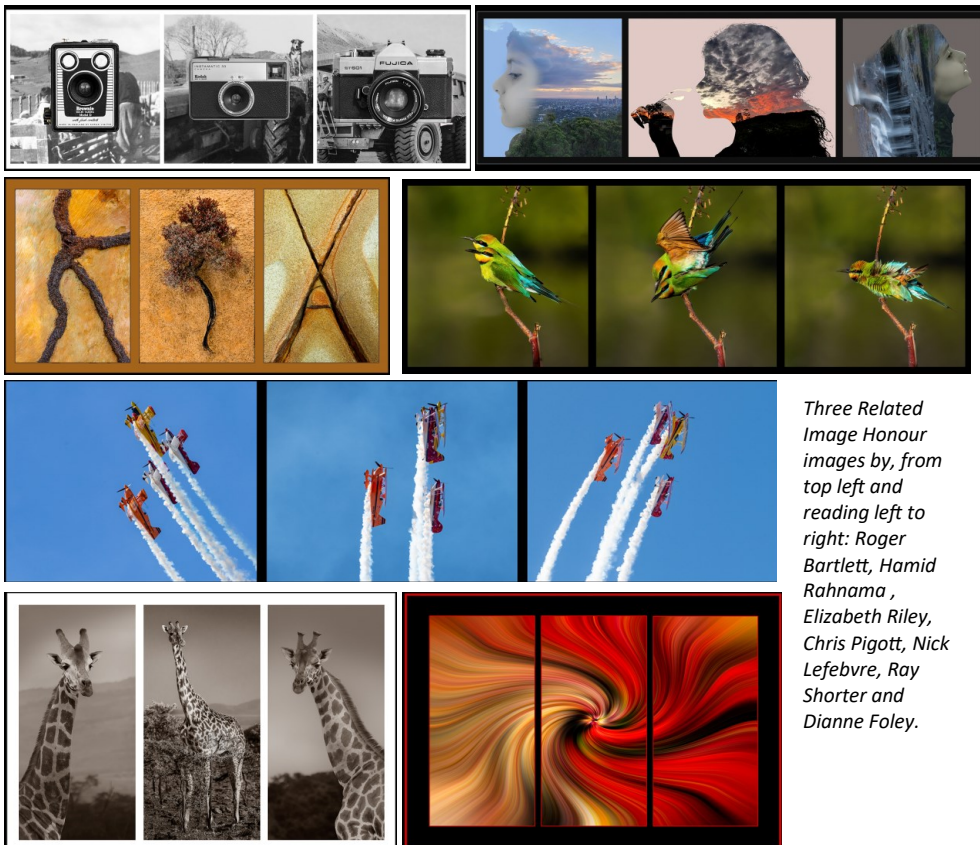 Brownie
FUJICA
Three Related
Image Honour
images by, from
top left and
reading left to
right: Roger
Bartlett, Hamid
Rahnama ,
Elizabeth Riley,
Chris Pigott, Nick
Lefebvre, Ray
Shorter and
Dianne Foley.